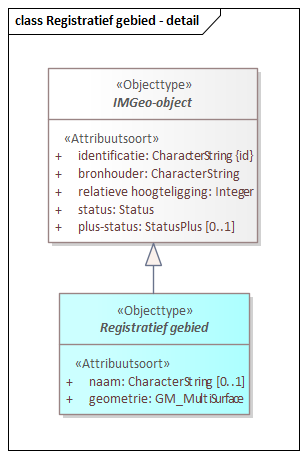 class Registratief gebied - detail
«Objecttype»
IMGeo-object
«Attribuutsoort»
+ identificatie: CharacterString {id}
+ bronhouder: CharacterString
+ relatieve hoogteligging: Integer
+ status: Status
+ plus-status: StatusPlus [0..1]
«Objecttype»
Registratief gebied
«Attribuutsoort»
+ naam: CharacterString [0..1]
+ geometrie: GM_MultiSurface